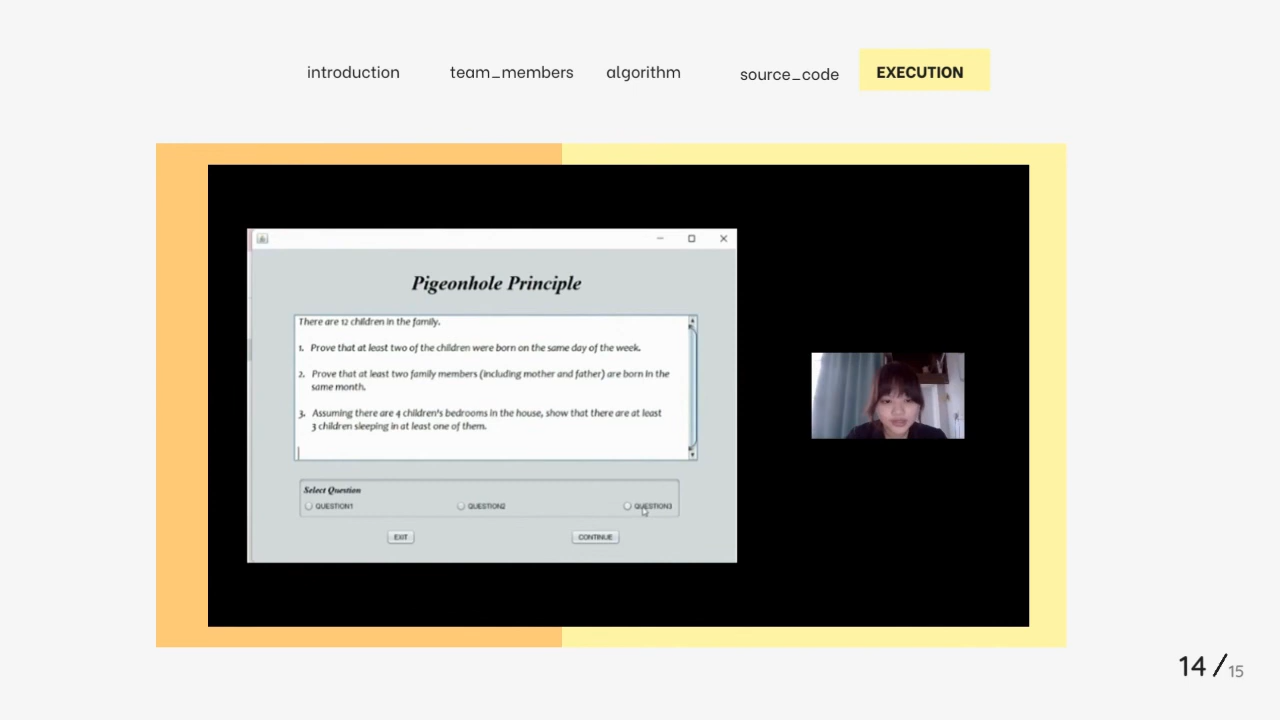 introduction team_members algorithm source_code EXECUTION
Pigeonhole Principle
There are 12 children in the family.
1. Prove that at least two of the children were born on the same day of the week.
2. Prove that at least two family members (including mother and father) are born in the
same month.
3. Assuming there are 4 children's bedrooms in the house, show that there are at least
3 children sleeping in at least one of them.
Select Question
QUESTION1 QUESTION2 QUESTION3
EXIT CONTINUE
14 / 15